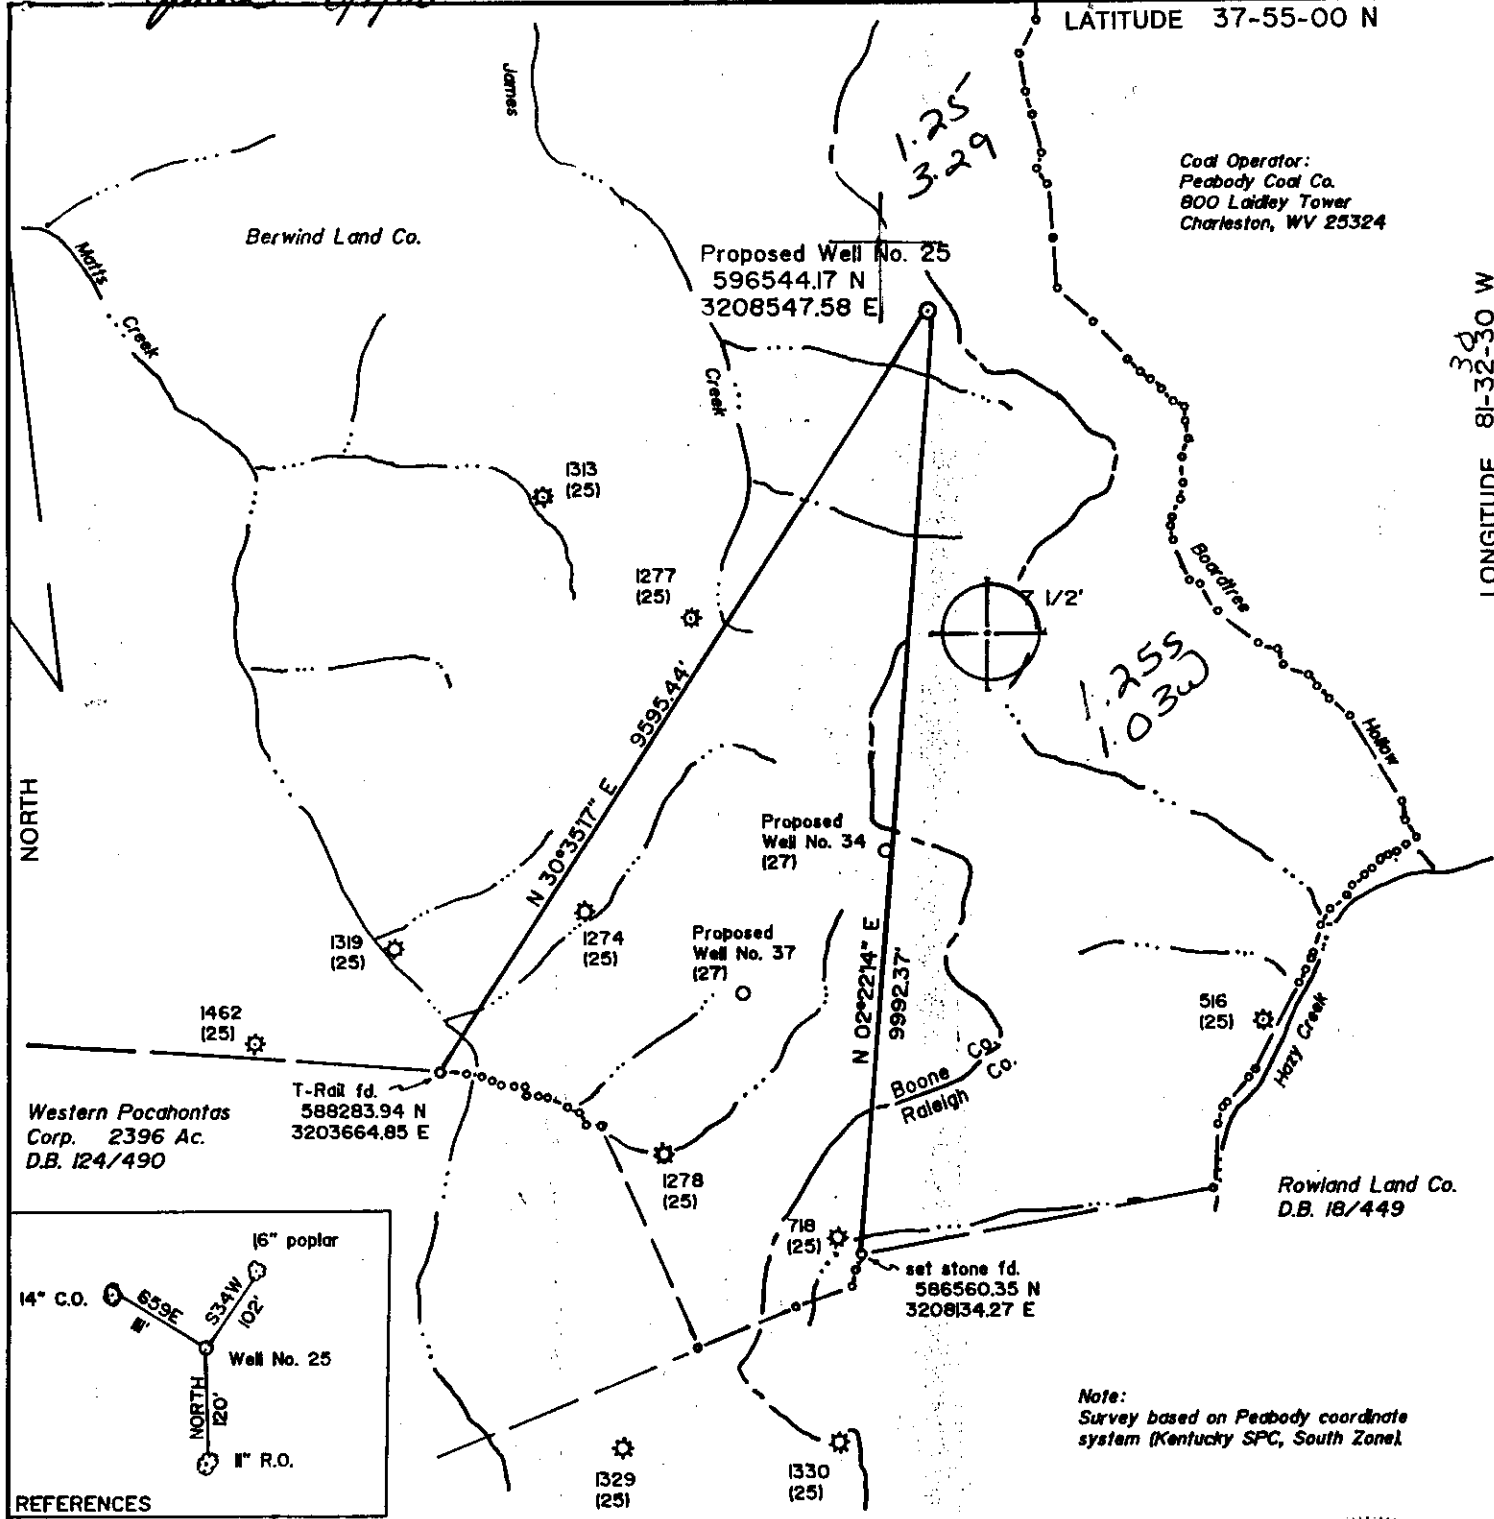 LATITUDE 37-55-00 N
James
1.25
3.29
Coal Operator:
Peabody Coal Co.
800 Laidley Tower
Charleston, WV 25324
Berwind Land Co.
Matts
Creek
Proposed Well No. 25
596544.17 N
3208547.58 E
30
LONGITUDE 81-32-30 W
Creek
1313
(25)
1277
(25)
Boardtree
7 1/2'
1.25S
1.03W
Hollow
9595.44'
N 30°35'17" E
NORTH
Proposed
Well No. 34
(27)
1319
(25)
1274
(25)
Proposed
Well No. 37
(27)
N 02°22'14" E
9992.37'
1462
(25)
516
(25)
Hazy Creek
Boone Co.
Raleigh Co.
T-Rail fd.
588283.94 N
3203664.85 E
Western Pocahontas
Corp. 2396 Ac.
D.B. 124/490
1278
(25)
Rowland Land Co.
D.B. 18/449
718
(25)
set stone fd.
586560.35 N
3208134.27 E
16" poplar
14" C.O.
S59E
111'
S34W
102'
Well No. 25
NORTH
120'
11" R.O.
REFERENCES
1329
(25)
1330
(25)
Note:
Survey based on Peabody coordinate
system (Kentucky SPC, South Zone).